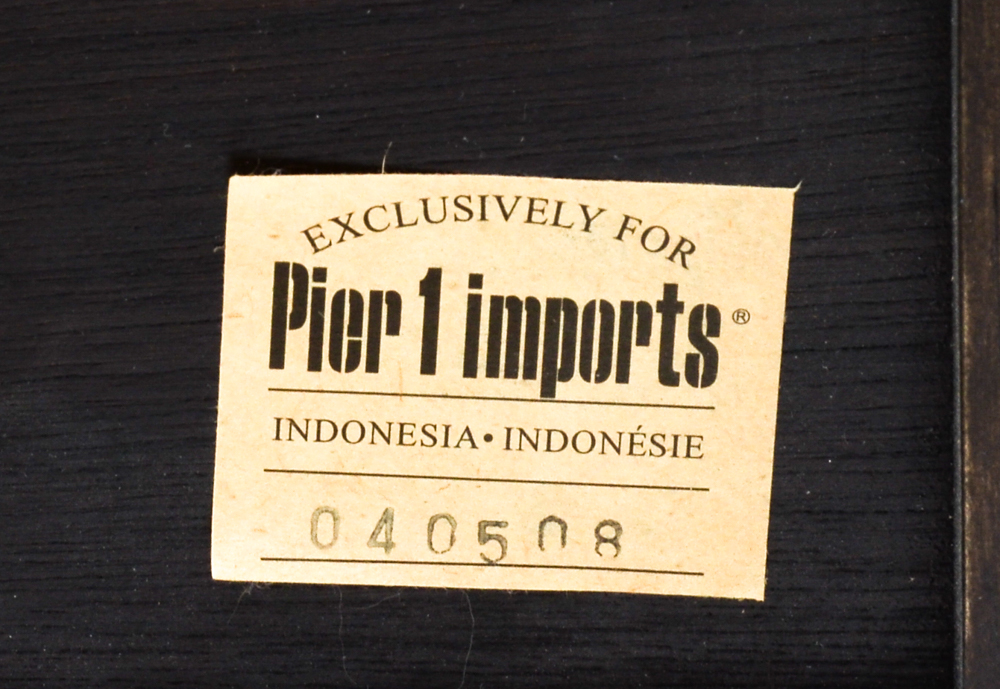 EXCLUSIVELY FOR
Pier 1 imports®
INDONESIA • INDONÉSIE
040508